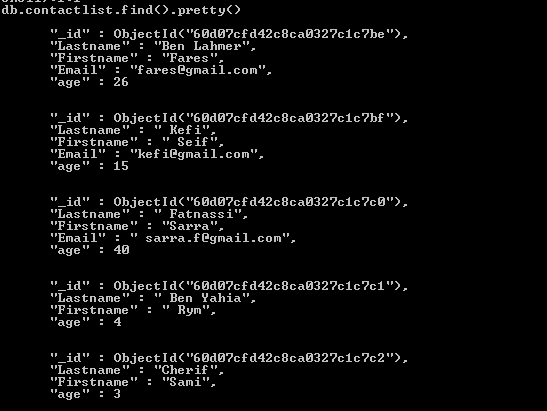 db.contactlist.find().pretty()
"_id" : ObjectId("60d07cfd42c8ca0327c1c7be"),
"Lastname" : "Ben Lahmer",
"Firstname" : "Fares",
"Email" : "fares@gmail.com",
"age" : 26
"_id" : ObjectId("60d07cfd42c8ca0327c1c7bf"),
"Lastname" : " Kefi",
"Firstname" : " Seif",
"Email" : "kefi@gmail.com",
"age" : 15
"_id" : ObjectId("60d07cfd42c8ca0327c1c7c0"),
"Lastname" : " Fatnassi",
"Firstname" : "Sarra",
"Email" : " sarra.f@gmail.com",
"age" : 40
"_id" : ObjectId("60d07cfd42c8ca0327c1c7c1"),
"Lastname" : " Ben Yahia",
"Firstname" : " Rym",
"age" : 4
"_id" : ObjectId("60d07cfd42c8ca0327c1c7c2"),
"Lastname" : "Cherif",
"Firstname" : "Sami",
"age" : 3